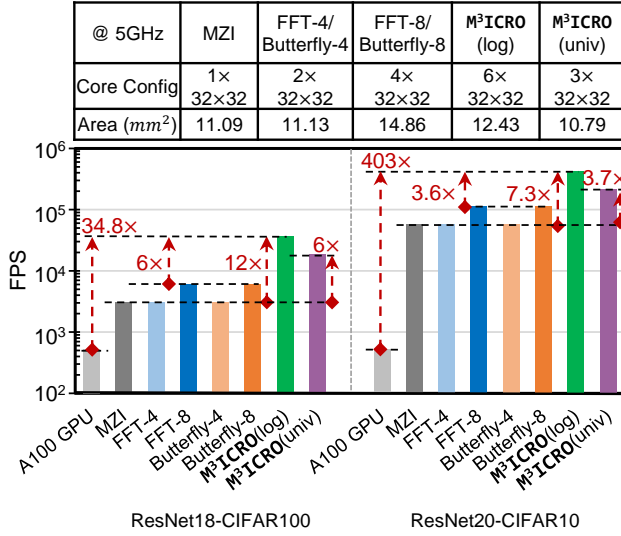 @ 5GHz MZI FFT-4/ Butterfly-4 FFT-8/ Butterfly-8 M³ICRO (log) M³ICRO (univ)
Core Config 1× 32×32 2× 32×32 4× 32×32 6× 32×32 3× 32×32
Area (mm²) 11.09 11.13 14.86 12.43 10.79
10⁶
10⁵
10⁴
10³
10²
FPS
34.8×
6×
12×
6×
403×
3.6×
7.3×
3.7×
A100 GPU
MZI
FFT-4
FFT-8
Butterfly-4
Butterfly-8
M³ICRO(log)
M³ICRO(univ)
A100 GPU
MZI
FFT-4
FFT-8
Butterfly-4
Butterfly-8
M³ICRO(log)
M³ICRO(univ)
ResNet18-CIFAR100
ResNet20-CIFAR10